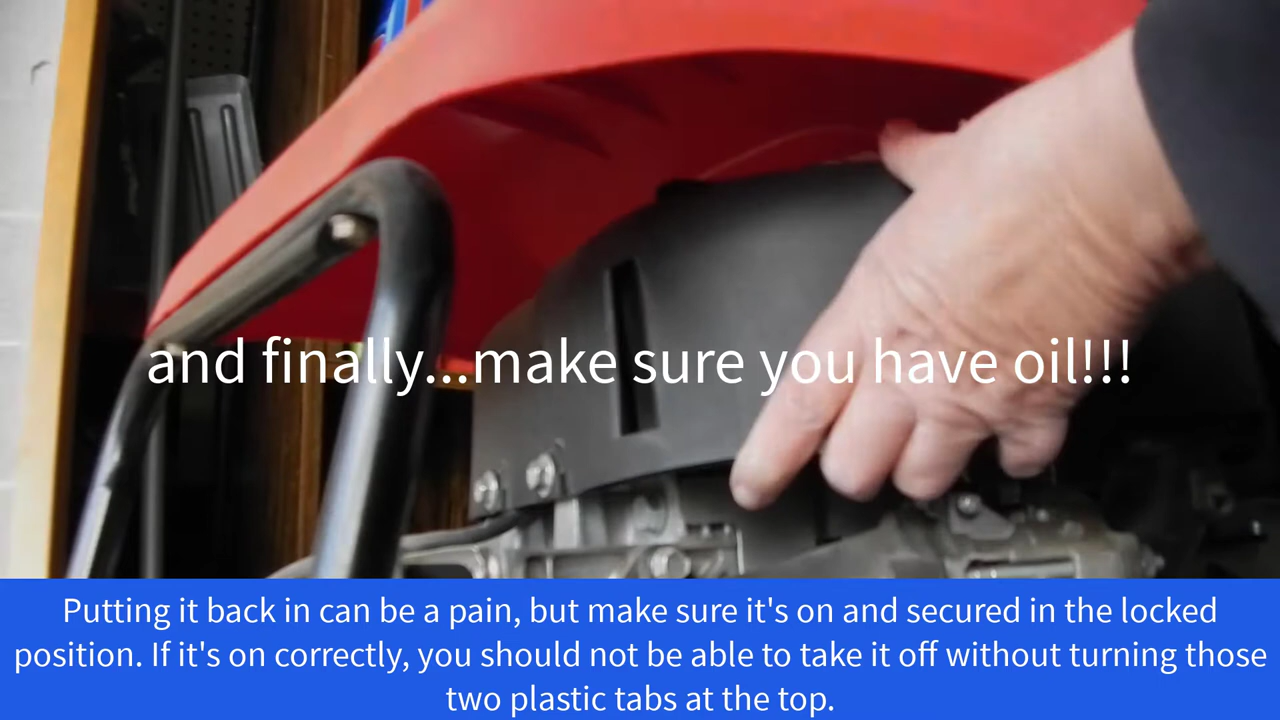 and finally...make sure you have oil!!!
Putting it back in can be a pain, but make sure it's on and secured in the locked
position. If it's on correctly, you should not be able to take it off without turning those
two plastic tabs at the top.